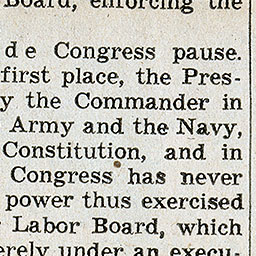 Board, enforcing the
de Congress pause.
first place, the Pres-
y the Commander in
Army and the Navy,
Constitution, and in
Congress has never
power thus exercised
Labor Board, which
erely under an execu-